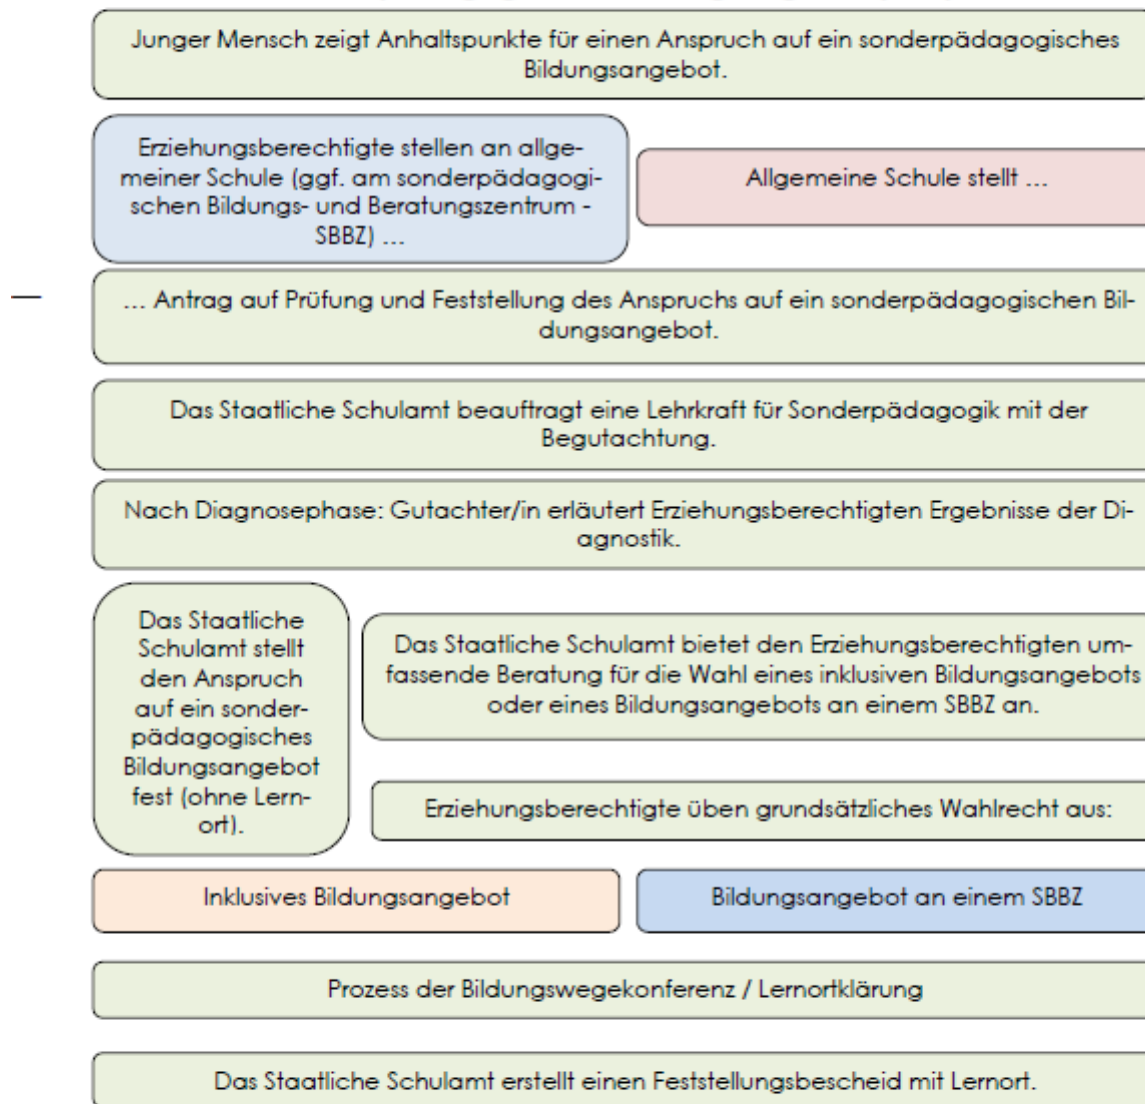 Junger Mensch zeigt Anhaltspunkte für einen Anspruch auf ein sonderpädagogisches
Bildungsangebot.
Erziehungsberechtigte stellen an allge-
meiner Schule (ggf. am sonderpädagogi-
schen Bildungs- und Beratungszentrum -
SBBZ) …
Allgemeine Schule stellt …
… Antrag auf Prüfung und Feststellung des Anspruchs auf ein sonderpädagogischen Bil-
dungsangebot.
Das Staatliche Schulamt beauftragt eine Lehrkraft für Sonderpädagogik mit der
Begutachtung.
Nach Diagnosephase: Gutachter/in erläutert Erziehungsberechtigten Ergebnisse der Di-
agnostik.
Das Staatliche
Schulamt stellt
den Anspruch
auf ein sonder-
pädagogisches
Bildungsangebot
fest (ohne Lern-
ort).
Das Staatliche Schulamt bietet den Erziehungsberechtigten um-
fassende Beratung für die Wahl eines inklusiven Bildungsangebots
oder eines Bildungsangebots an einem SBBZ an.
Erziehungsberechtigte üben grundsätzliches Wahlrecht aus:
Inklusives Bildungsangebot
Bildungsangebot an einem SBBZ
Prozess der Bildungswegekonferenz / Lernortklärung
Das Staatliche Schulamt erstellt einen Feststellungsbescheid mit Lernort.